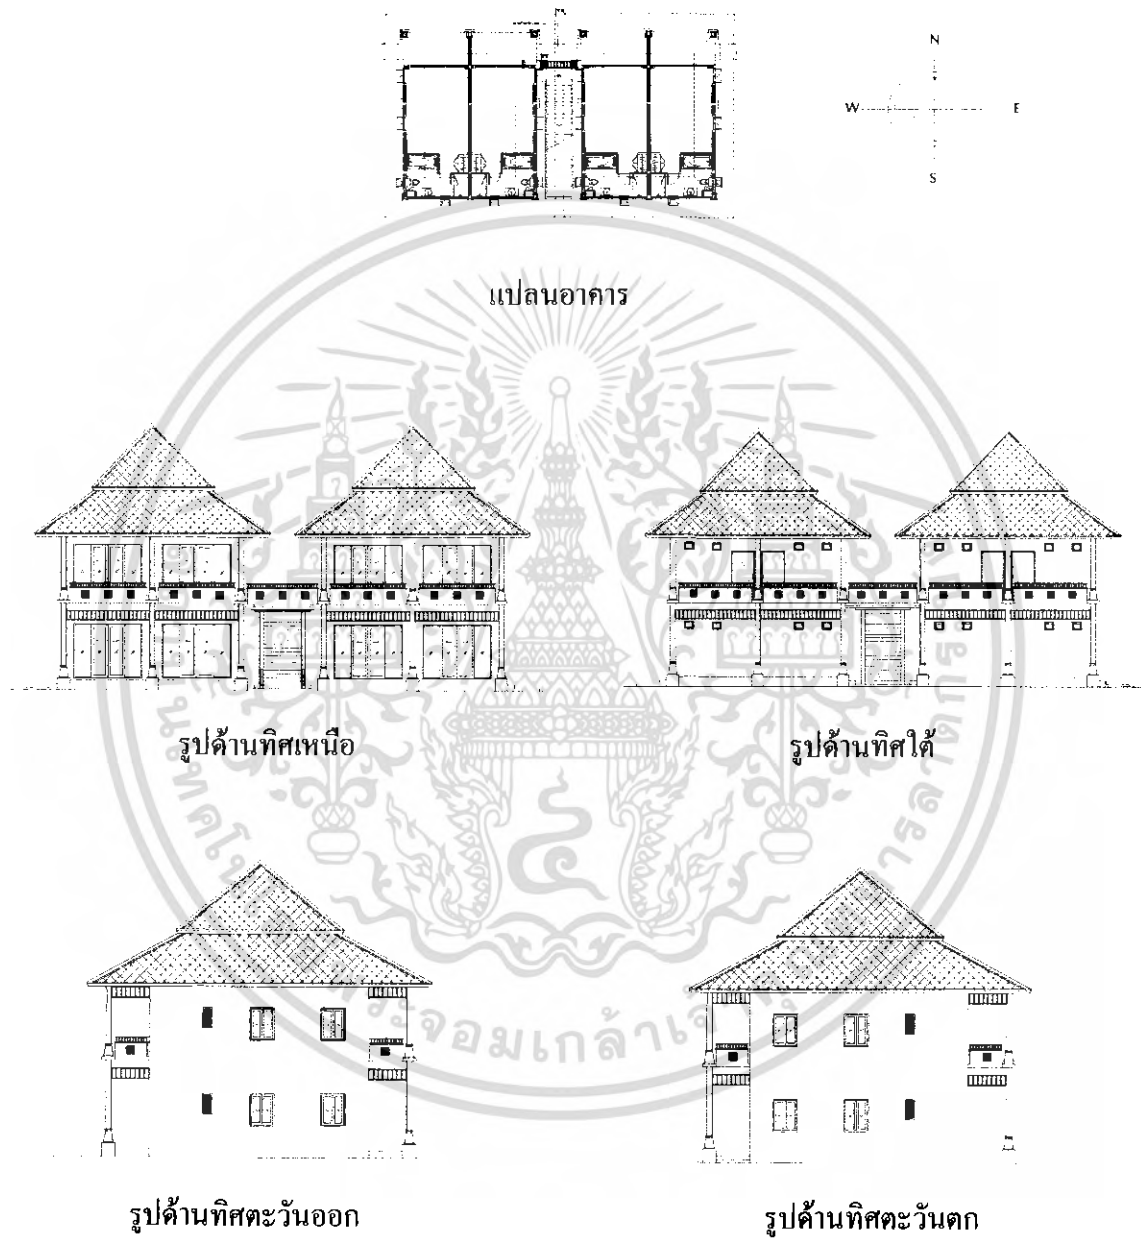 N
W E
S
แปลนอาคาร
รูปด้านทิศเหนือ
รูปด้านทิศใต้
รูปด้านทิศตะวันออก
รูปด้านทิศตะวันตก